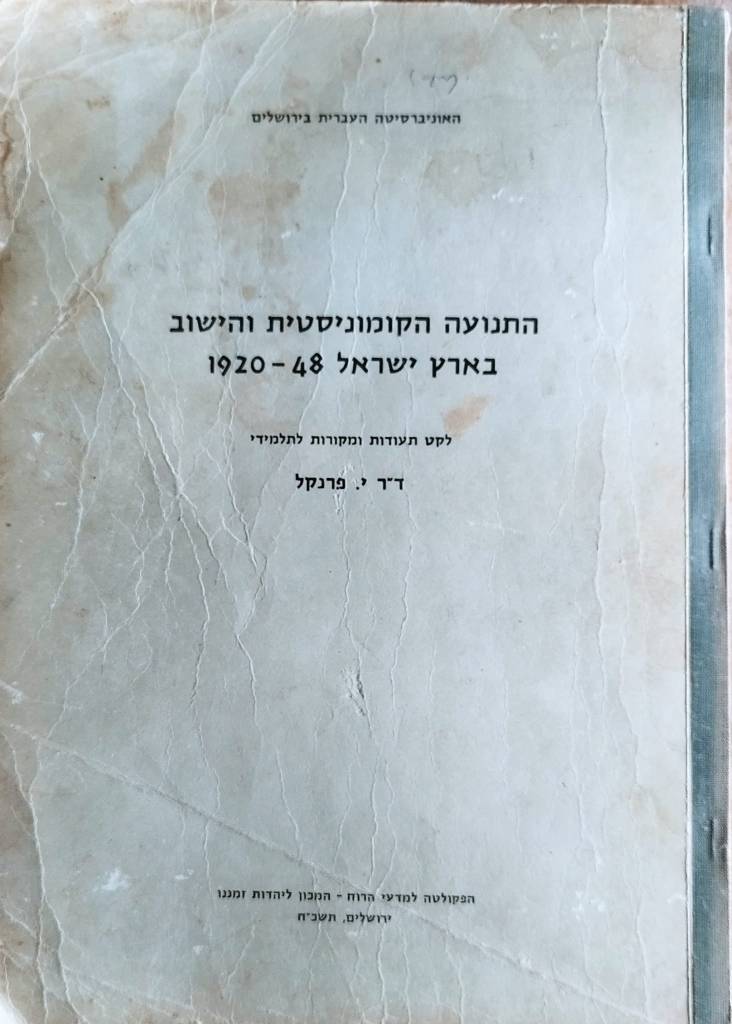 האוניברסיטה העברית בירושלים
התנועה הקומוניסטית והישוב
בארץ ישראל 48 – 1920
לקט תעודות ומקורות לתלמידי
ד״ר י. פרנקל
הפקולטה למדעי הרוח - המכון ליהדות זמננו
ירושלים, תשכ״ח